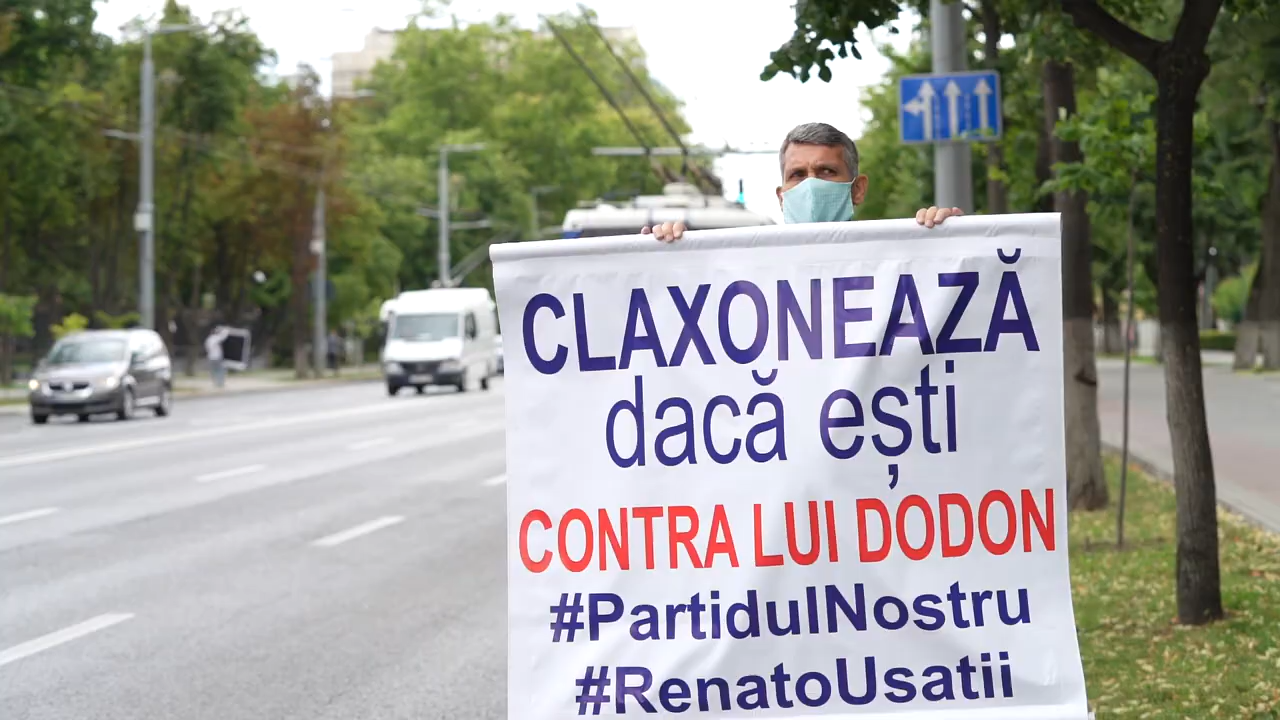 CLAXONEAZĂ
dacă ești
CONTRA LUI DODON
#PartidulNostru
#RenatoUsatii